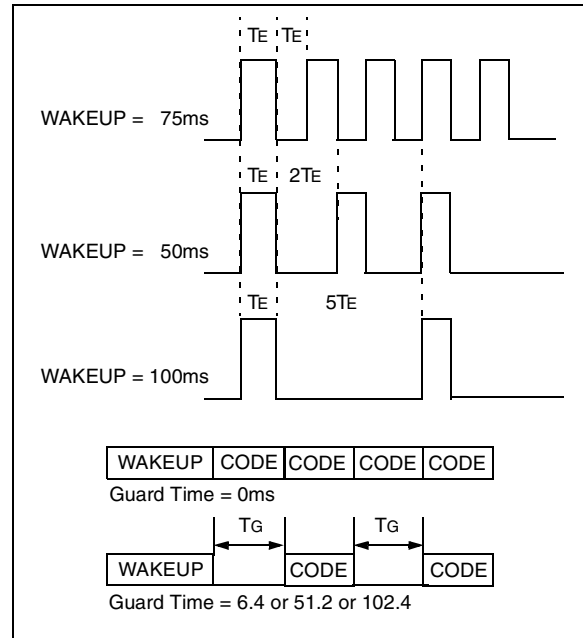 TE TE
WAKEUP = 75ms
TE 2TE
WAKEUP = 50ms
TE 5TE
WAKEUP = 100ms
WAKEUP CODE CODE CODE CODE
Guard Time = 0ms
TG TG
WAKEUP CODE CODE
Guard Time = 6.4 or 51.2 or 102.4